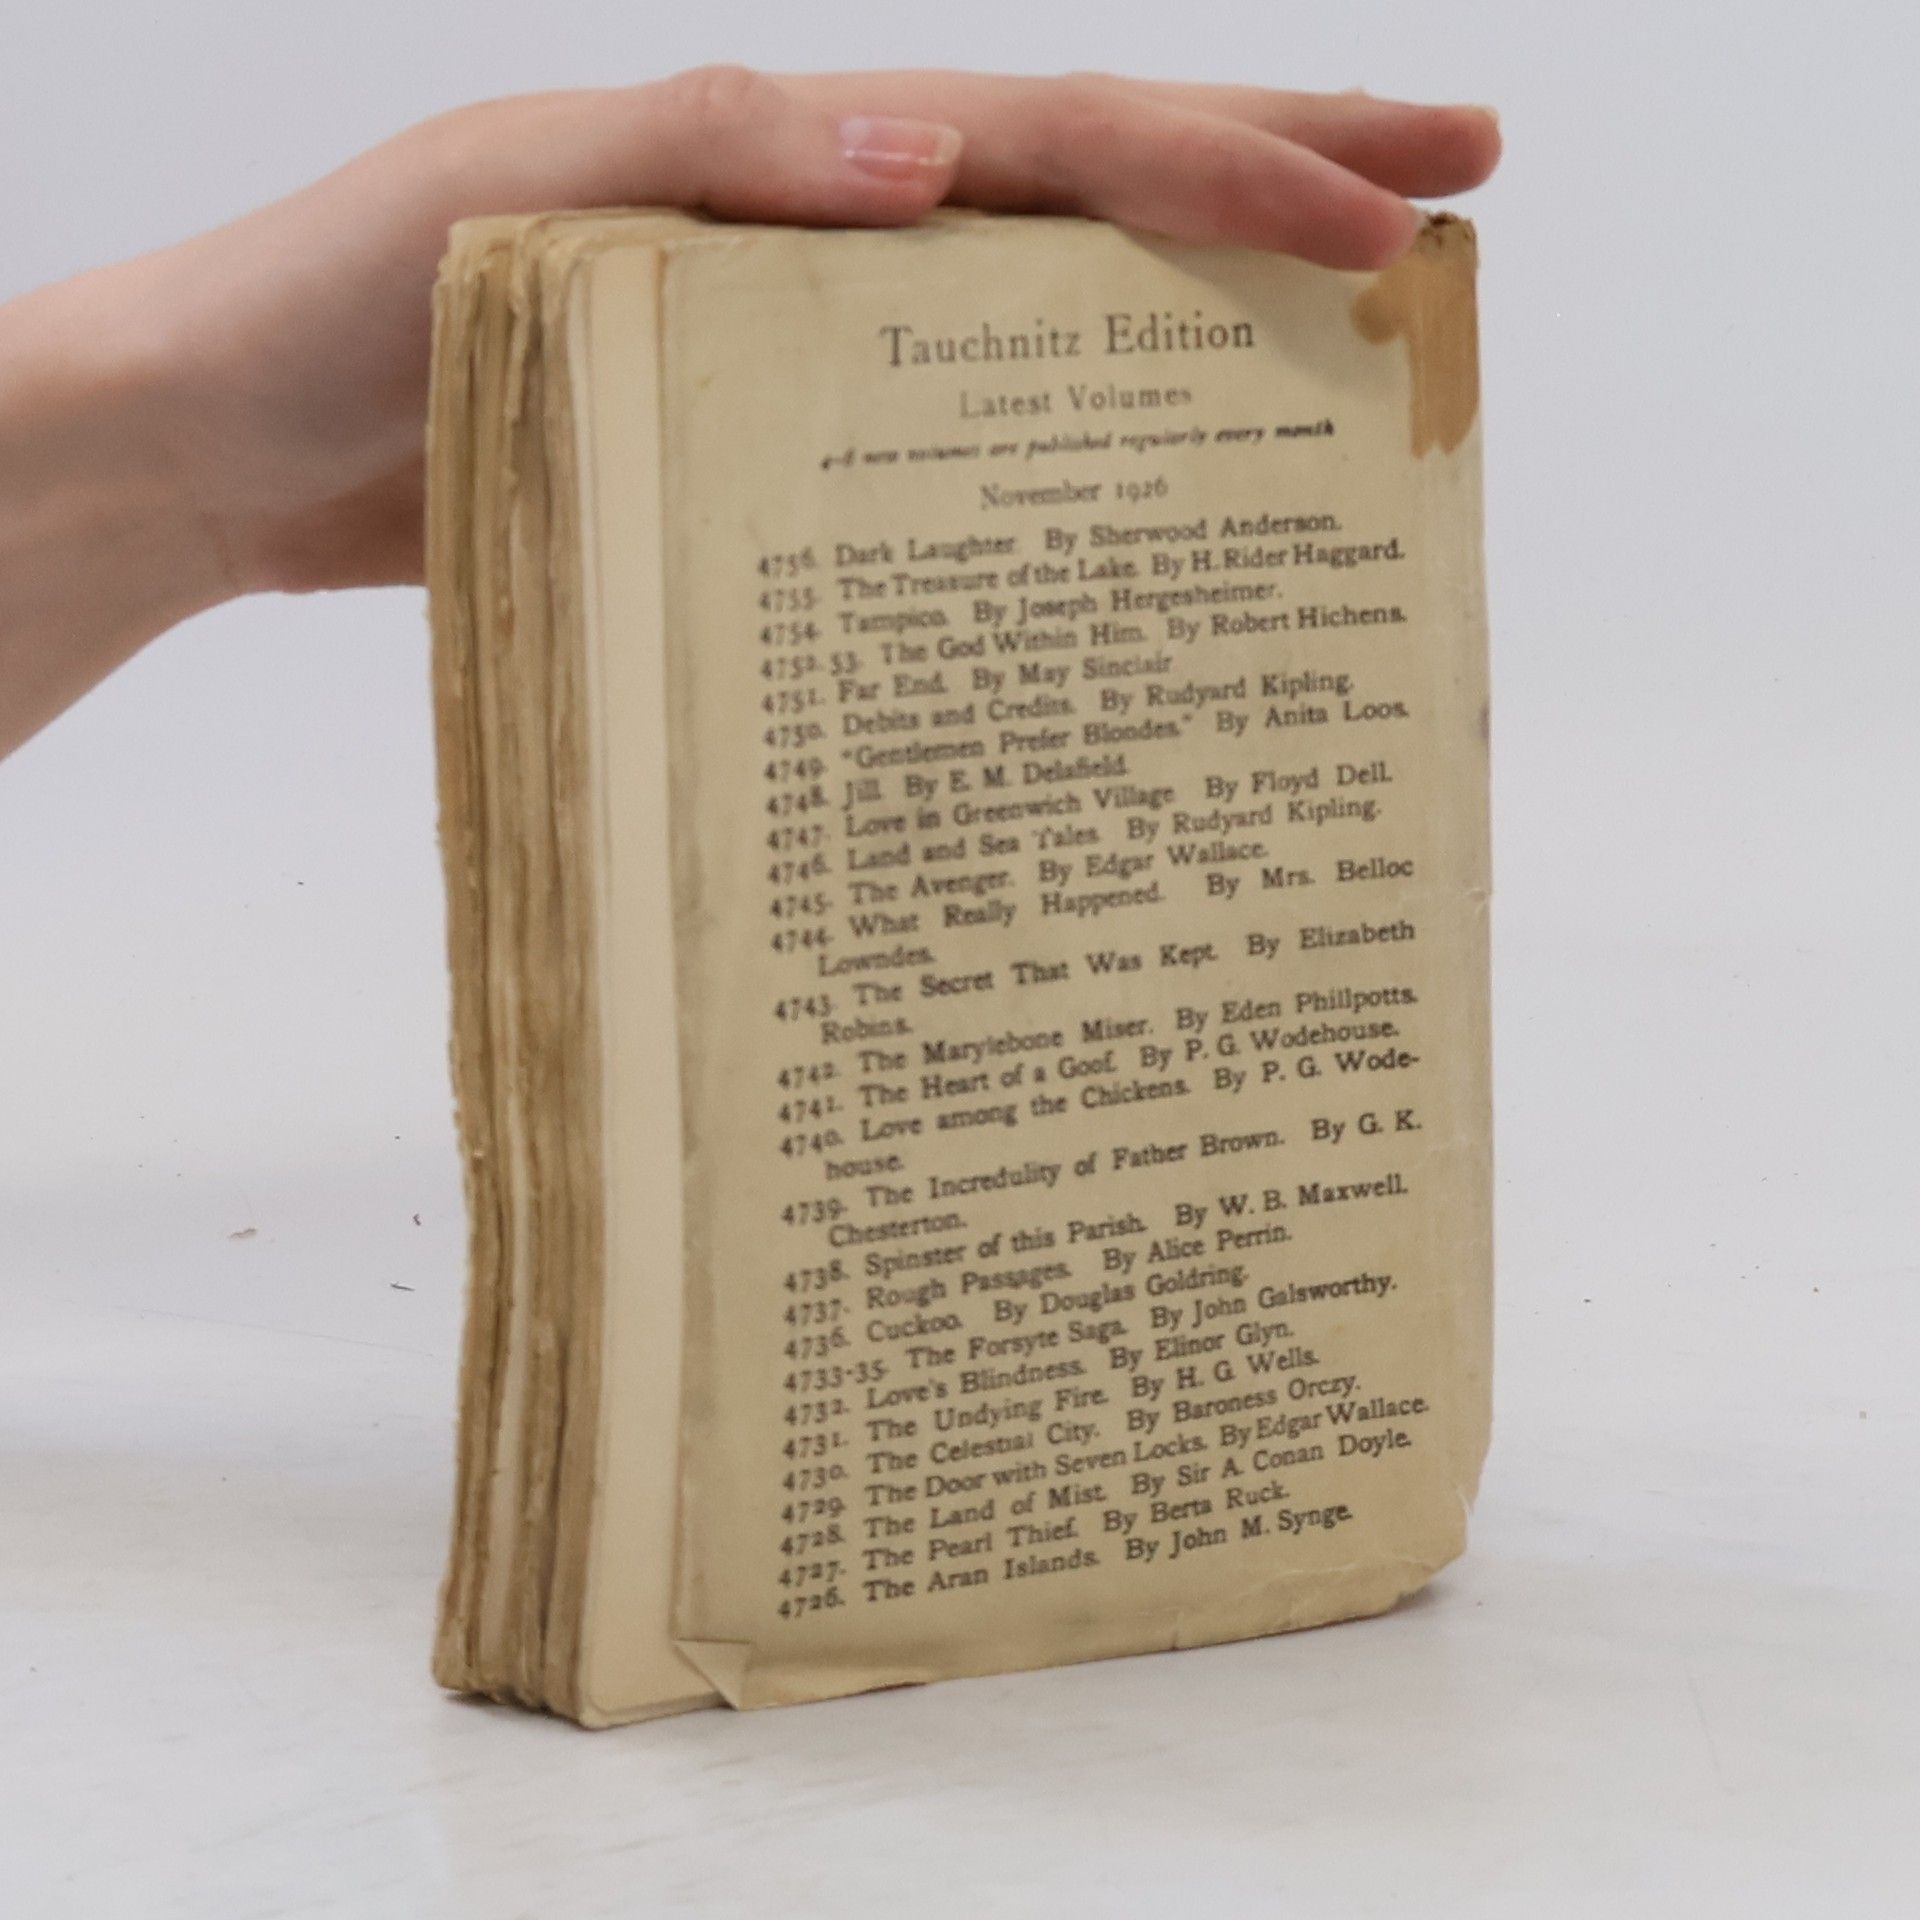 Tauchnitz Edition
Latest Volumes
4-6 new volumes are published regularly every month
November 1926
4756. Dark Laughter. By Sherwood Anderson.
4755. The Treasure of the Lake. By H. Rider Haggard.
4754. Tampico. By Joseph Hergesheimer.
4752. 53. The God Within Him. By Robert Hichens.
4751. Far End. By May Sinclair
4750. Debits and Credits. By Rudyard Kipling.
4749. "Gentlemen Prefer Blondes." By Anita Loos.
4748. Jill. By E. M. Delafield.
4747. Love in Greenwich Village. By Floyd Dell.
4746. Land and Sea Tales. By Rudyard Kipling.
4745. The Avenger. By Edgar Wallace.
4744. What Really Happened. By Mrs. Belloc
Lowndes.
4743. The Secret That Was Kept. By Elizabeth
Robins.
4742. The Marylebone Miser. By Eden Phillpotts.
4741. The Heart of a Goof. By P. G. Wodehouse.
4740. Love among the Chickens. By P. G. Wode-
house.
4739. The Incredulity of Father Brown. By G. K.
Chesterton.
4738. Spinster of this Parish. By W. B. Maxwell.
4737. Rough Passages. By Alice Perrin.
4736. Cuckoo. By Douglas Goldring.
4733-35. The Forsyte Saga. By John Galsworthy.
4732. Love's Blindness. By Elinor Glyn.
4731. The Undying Fire. By H. G. Wells.
4730. The Celestial City. By Baroness Orczy.
4729. The Door with Seven Locks. By Edgar Wallace.
4728. The Land of Mist. By Sir A. Conan Doyle.
4727. The Pearl Thief. By Berta Ruck.
4726. The Aran Islands. By John M. Synge.